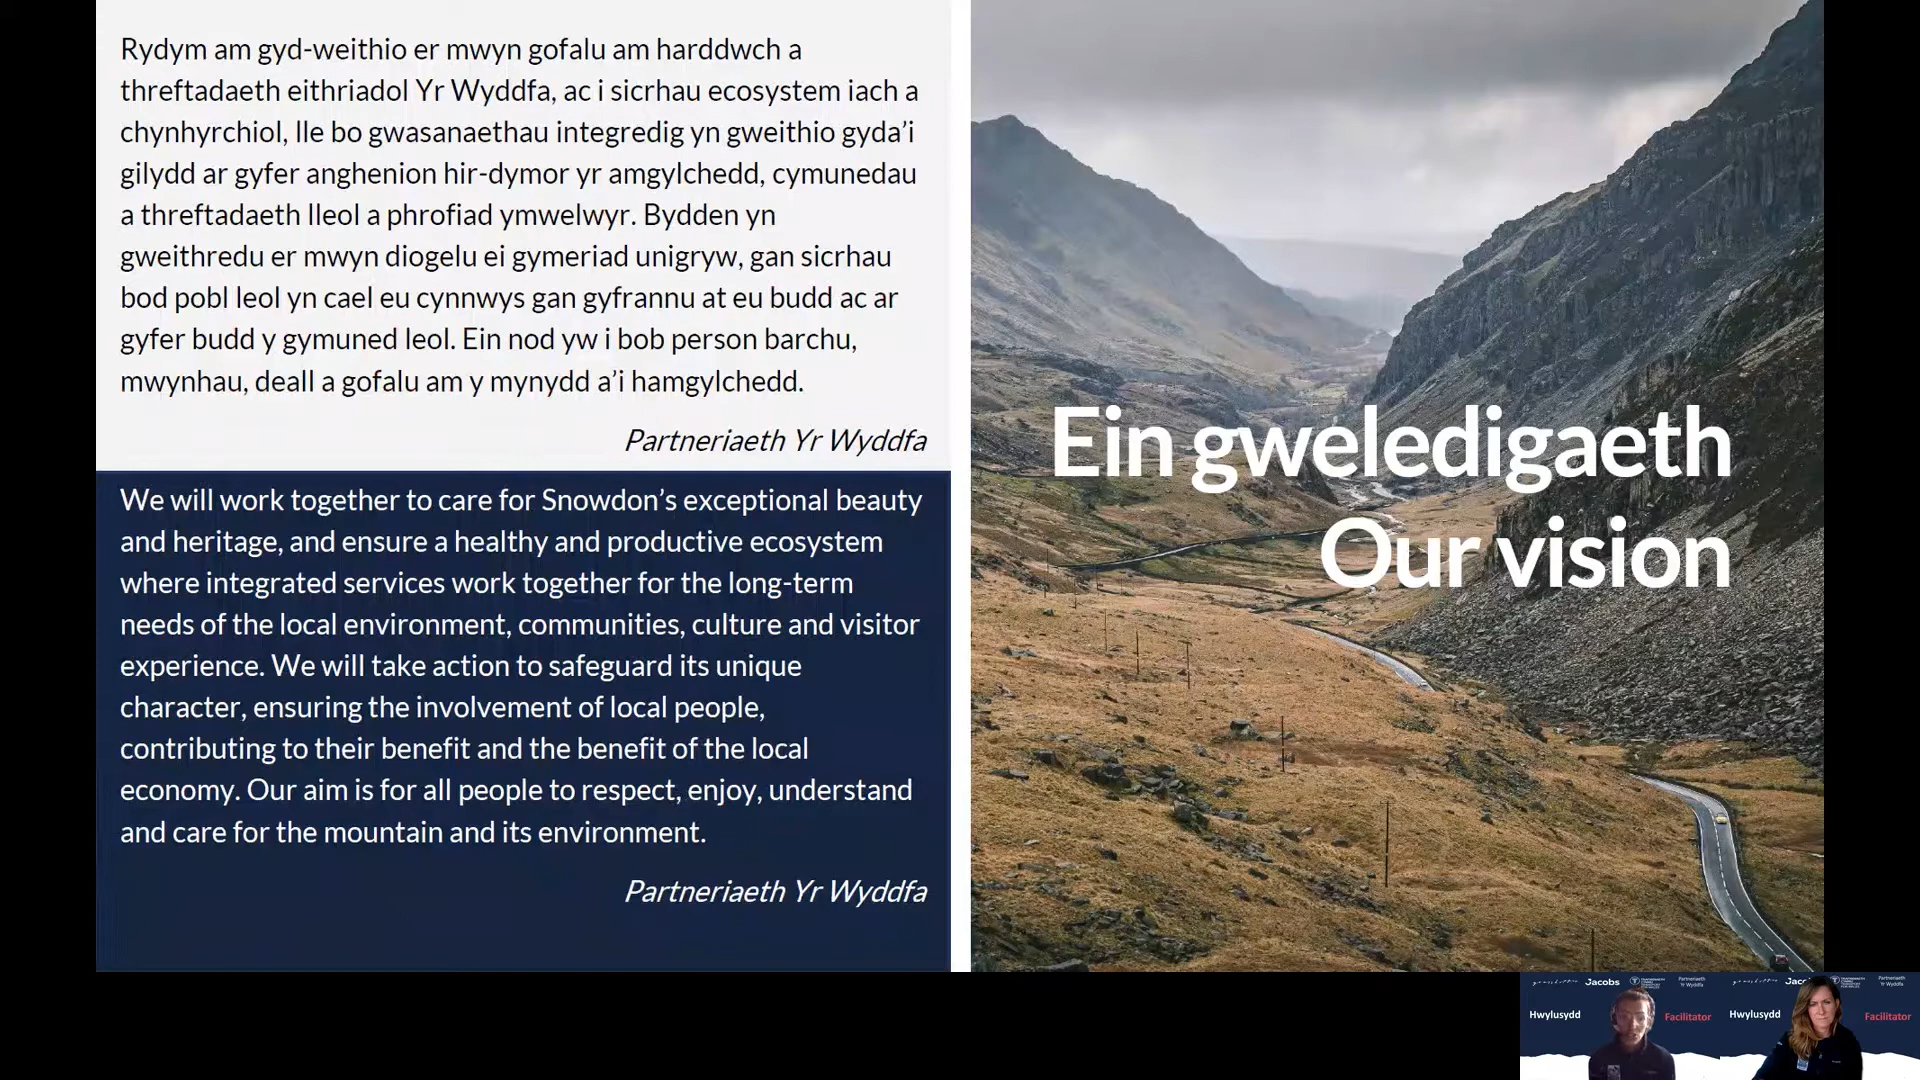 Rydym am gyd-weithio er mwyn gofalu am harddwch a
threftadaeth eithriadol Yr Wyddfa, ac i sicrhau ecosystem iach a
chynhyrchiol, lle bo gwasanaethau integredig yn gweithio gyda’i
gilydd ar gyfer anghenion hir-dymor yr amgylchedd, cymunedau
a threftadaeth lleol a phrofiad ymwelwyr. Bydden yn
gweithredu er mwyn diogelu ei gymeriad unigryw, gan sicrhau
bod pobl leol yn cael eu cynnwys gan gyfrannu at eu budd ac ar
gyfer budd y gymuned leol. Ein nod yw i bob person barchu,
mwynhau, deall a gofalu am y mynydd a’i hamgylchedd.
Partneriaeth Yr Wyddfa
We will work together to care for Snowdon’s exceptional beauty
and heritage, and ensure a healthy and productive ecosystem
where integrated services work together for the long-term
needs of the local environment, communities, culture and visitor
experience. We will take action to safeguard its unique
character, ensuring the involvement of local people,
contributing to their benefit and the benefit of the local
economy. Our aim is for all people to respect, enjoy, understand
and care for the mountain and its environment.
Partneriaeth Yr Wyddfa
Ein gweledigaeth
Our vision
Jacobs
Partneriaeth
Yr Wyddfa
Hwylusydd
Facilitator
Partneriaeth
Yr Wyddfa
Hwylusydd
Facilitator